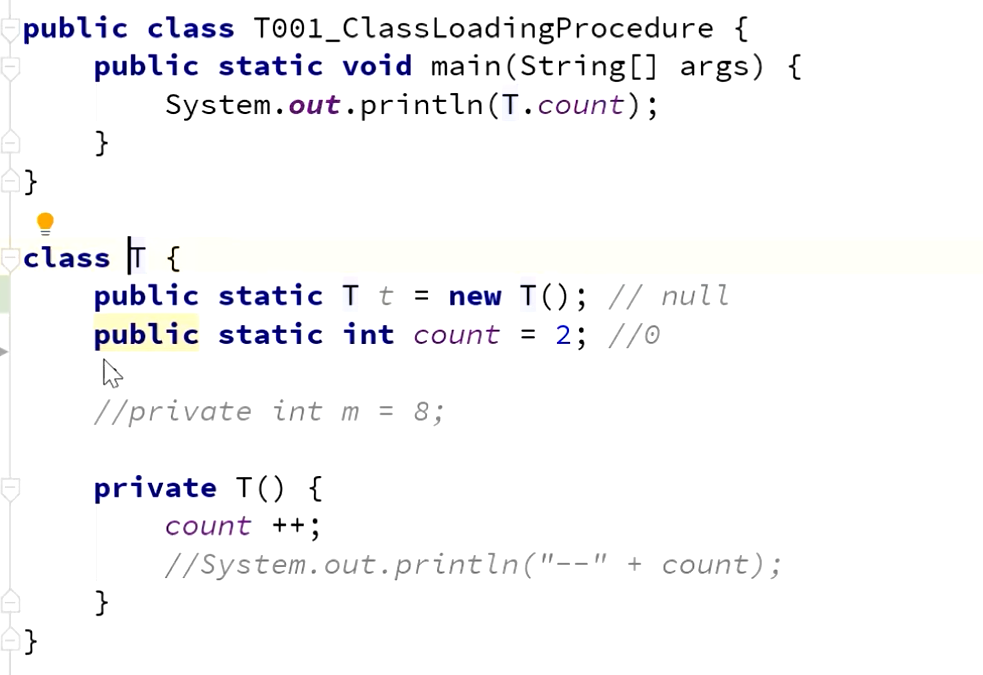 public class T001_ClassLoadingProcedure {
    public static void main(String[] args) {
        System.out.println(T.count);
    }
}
class T {
    public static T t = new T(); // null
    public static int count = 2; //0
    //private int m = 8;
    private T() {
        count ++;
        //System.out.println("--" + count);
    }
}